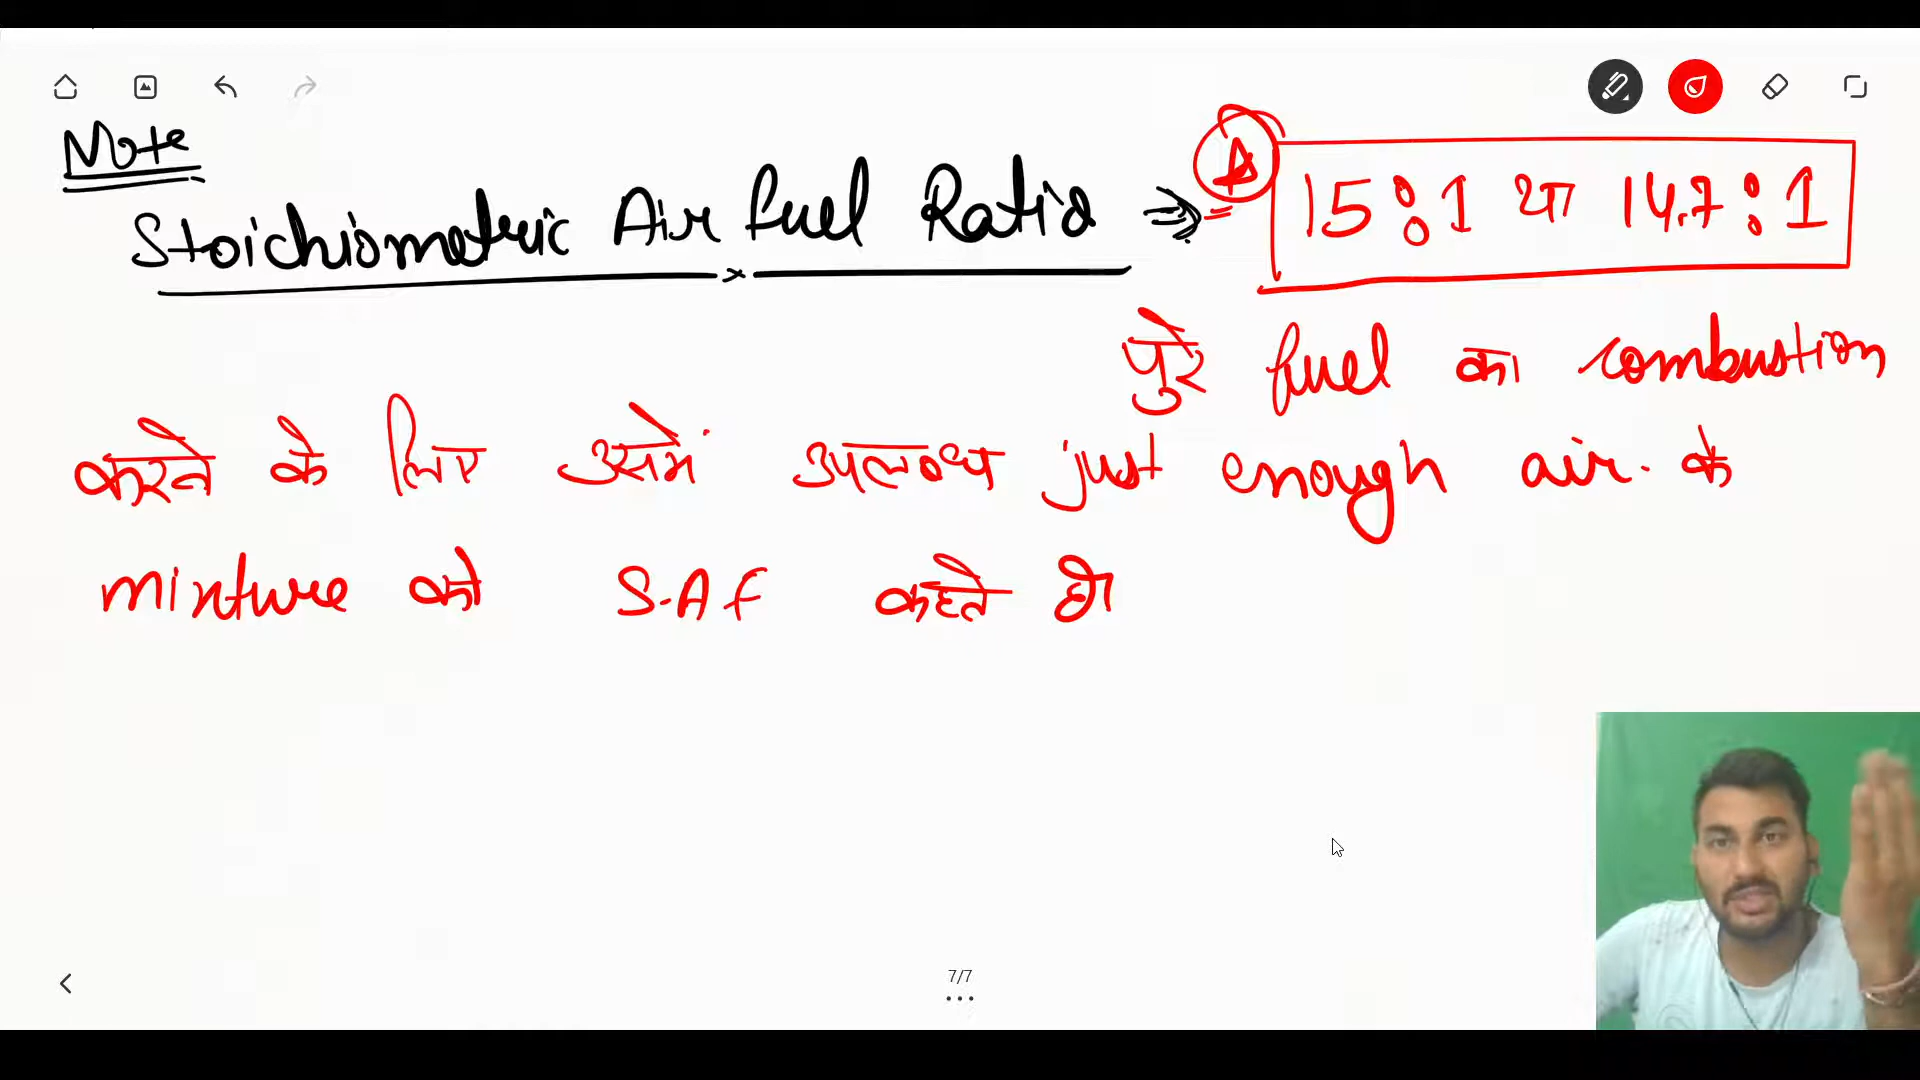 Note
Stoichiometric Air fuel Ratio ⇒ A 15:1 या 14.7:1
पुरे fuel का combustion
करने के लिए उसमें उपलब्ध just enough air. के
mixture को S.A.F कहते है।
7/7